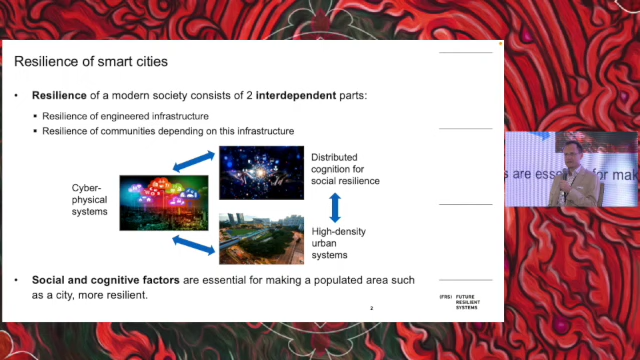 Resilience of smart cities
• Resilience of a modern society consists of 2 interdependent parts:
▪ Resilience of engineered infrastructure
▪ Resilience of communities depending on this infrastructure
Cyber-
physical
systems
Distributed
cognition for
social resilience
High-density
urban
systems
• Social and cognitive factors are essential for making a populated area such
as a city, more resilient.
2
(FRS) FUTURE
RESILIENT
SYSTEMS
s are essen for mak